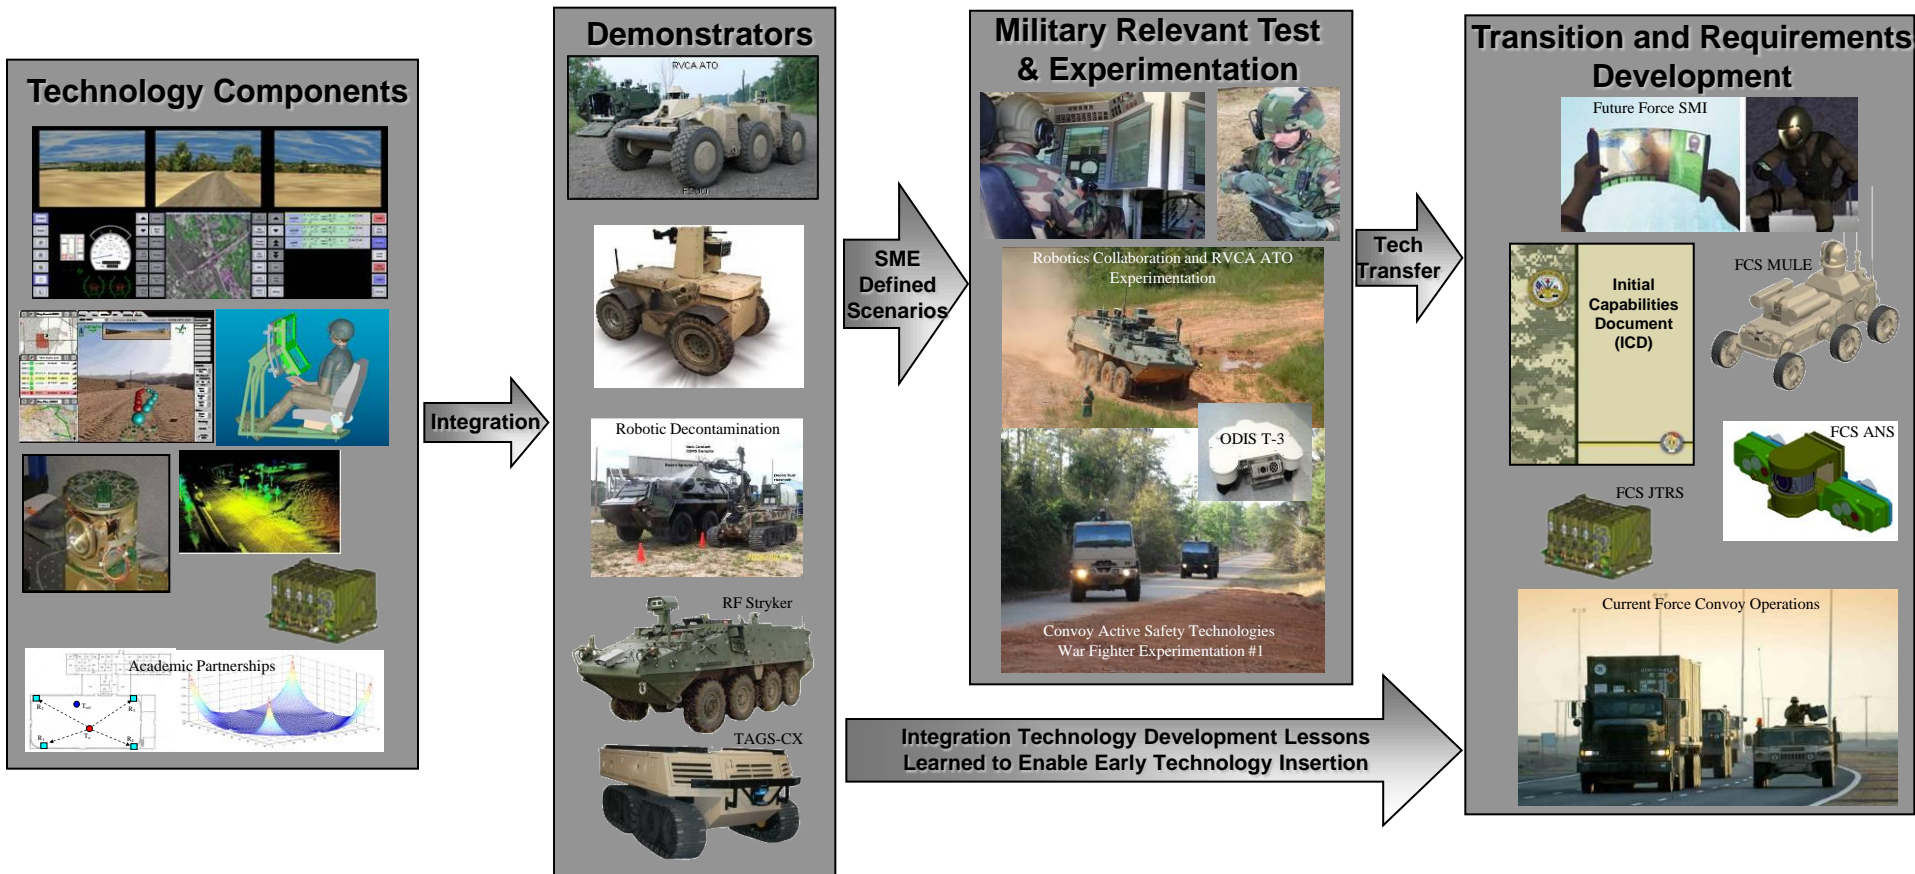 Technology Components
Academic Partnerships
Integration
Demonstrators
RVCA ATO
Robotic Decontamination
RF Stryker
TAGS-CX
SME
Defined
Scenarios
Military Relevant Test
& Experimentation
Robotics Collaboration and RVCA ATO
Experimentation
ODIS T-3
Convoy Active Safety Technologies
War Fighter Experimentation #1
Tech
Transfer
Integration Technology Development Lessons
Learned to Enable Early Technology Insertion
Transition and Requirements
Development
Future Force SMI
Initial
Capabilities
Document
(ICD)
FCS MULE
FCS ANS
FCS JTRS
Current Force Convoy Operations